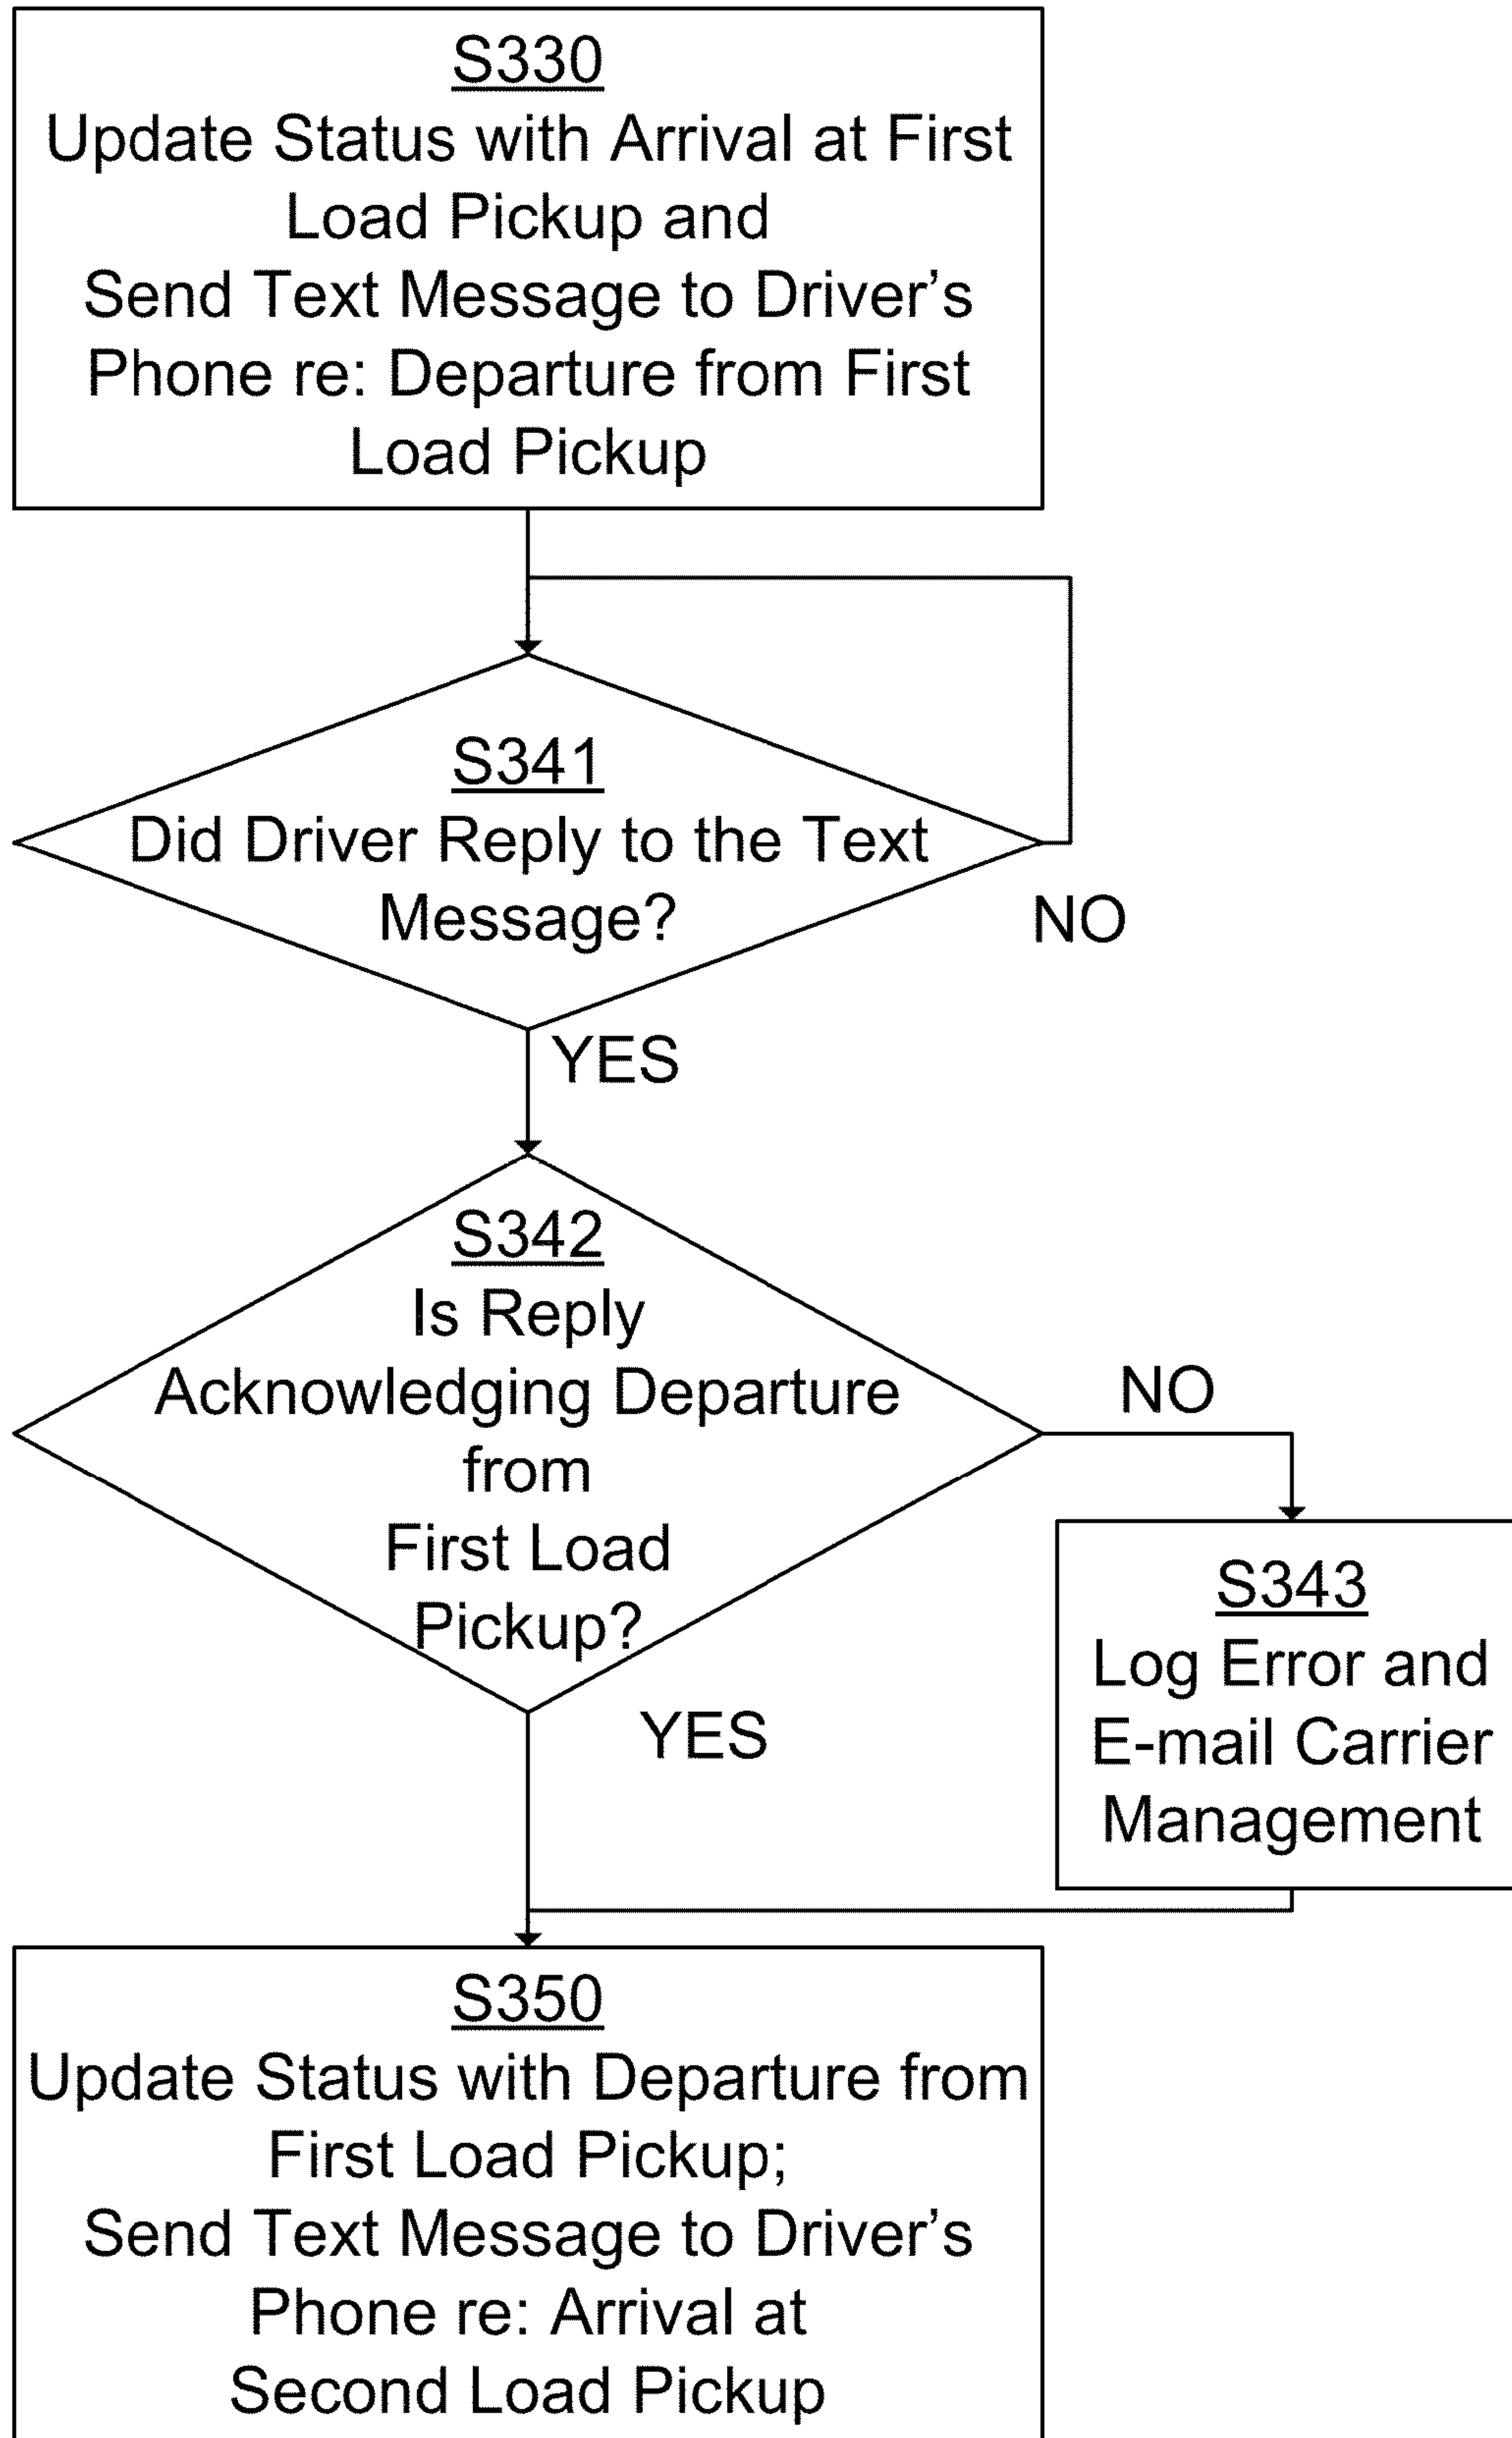 S330
Update Status with Arrival at First
Load Pickup and
Send Text Message to Driver’s
Phone re: Departure from First
Load Pickup
S341
Did Driver Reply to the Text
Message?
NO
YES
S342
Is Reply
Acknowledging Departure
from
First Load
Pickup?
NO
YES
S343
Log Error and
E-mail Carrier
Management
S350
Update Status with Departure from
First Load Pickup;
Send Text Message to Driver’s
Phone re: Arrival at
Second Load Pickup